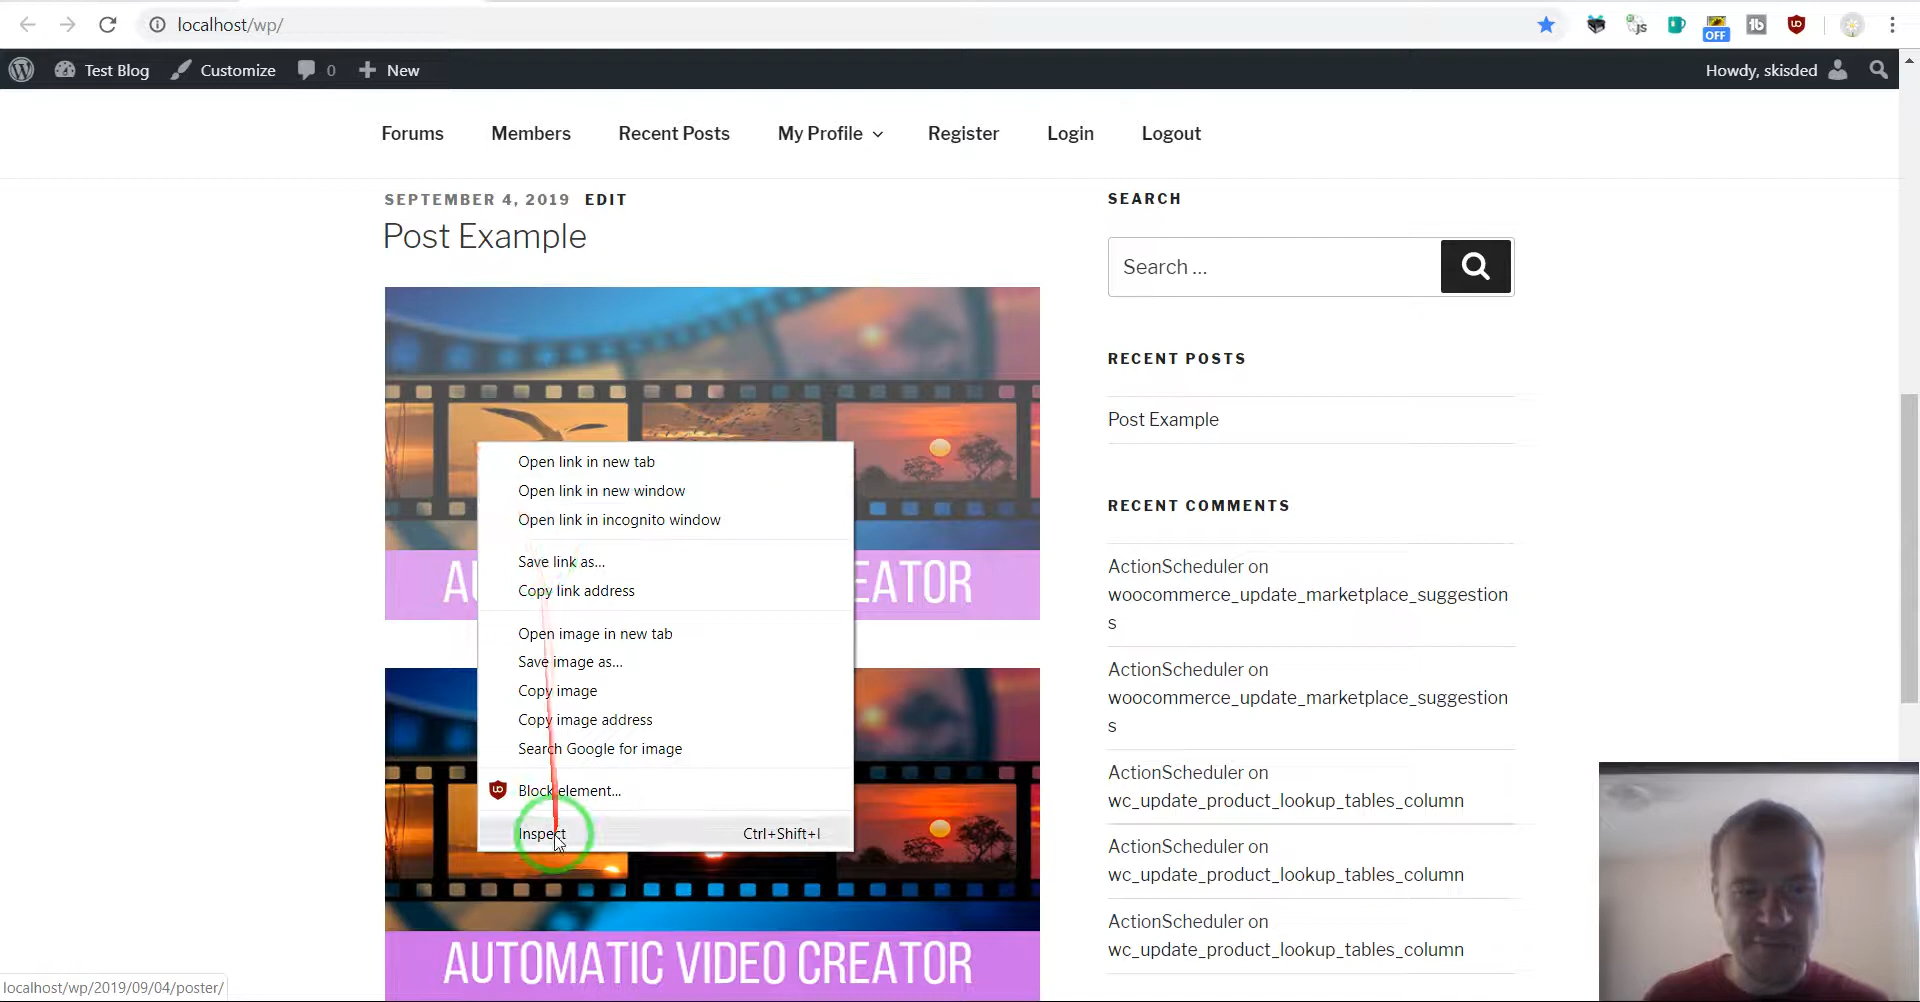 localhost/wp/
OFF
JS
Test Blog
Customize
0
New
Howdy, skisded
Forums
Members
Recent Posts
My Profile
Register
Login
Logout
SEPTEMBER 4, 2019 EDIT
Post Example
AU
EATOR
Open link in new tab
Open link in new window
Open link in incognito window
Save link as...
Copy link address
Open image in new tab
Save image as...
Copy image
Copy image address
Search Google for image
Block element...
Inspect Ctrl+Shift+I
AUTOMATIC VIDEO CREATOR
SEARCH
Search …
RECENT POSTS
Post Example
RECENT COMMENTS
ActionScheduler on
woocommerce_update_marketplace_suggestion
s
ActionScheduler on
woocommerce_update_marketplace_suggestion
s
ActionScheduler on
wc_update_product_lookup_tables_column
ActionScheduler on
wc_update_product_lookup_tables_column
ActionScheduler on
wc_update_product_lookup_tables_column
localhost/wp/2019/09/04/poster/